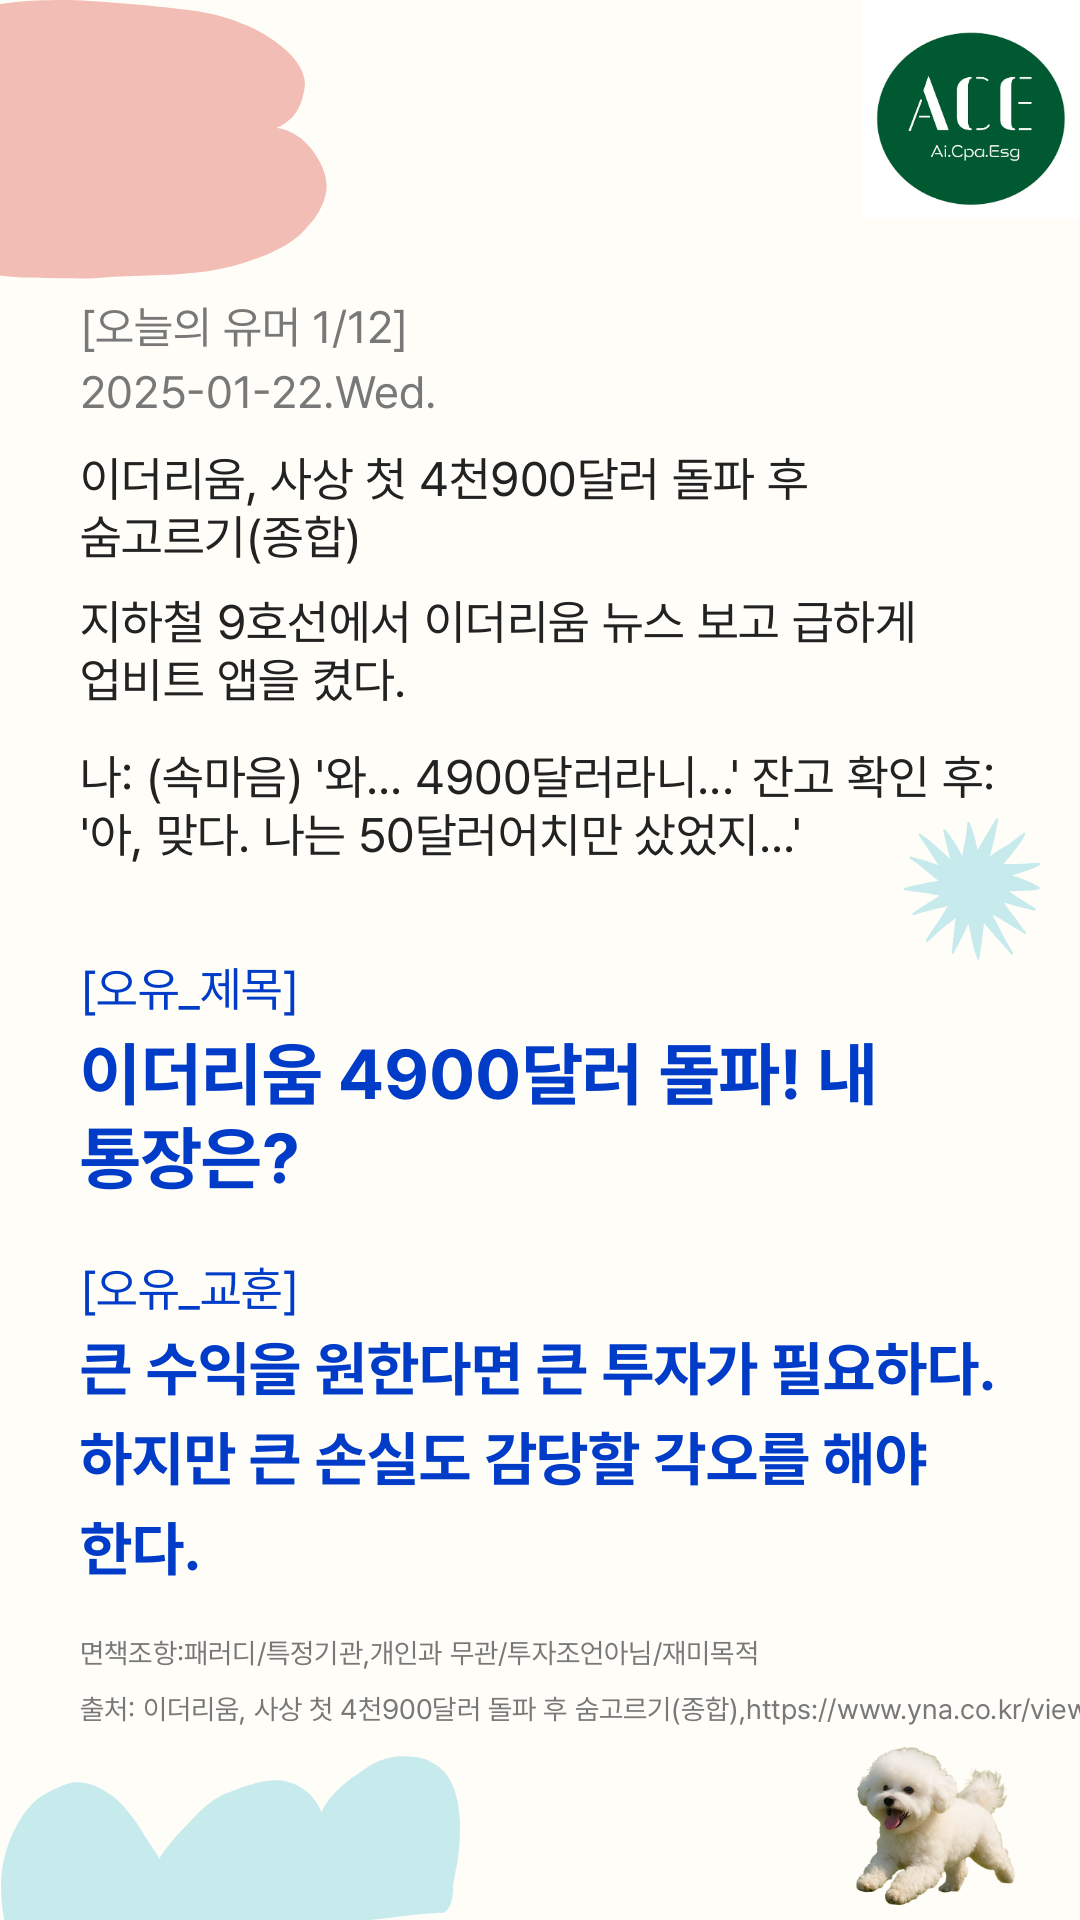 ACE
Ai.Cpa.Esg
[오늘의 유머 1/12]
2025-01-22.Wed.
이더리움, 사상 첫 4천900달러 돌파 후
숨고르기(종합)
지하철 9호선에서 이더리움 뉴스 보고 급하게
업비트 앱을 켰다.
나: (속마음) '와... 4900달러라니...' 잔고 확인 후:
'아, 맞다. 나는 50달러어치만 샀었지...'
[오유_제목]
이더리움 4900달러 돌파! 내
통장은?
[오유_교훈]
큰 수익을 원한다면 큰 투자가 필요하다.
하지만 큰 손실도 감당할 각오를 해야
한다.
면책조항:패러디/특정기관,개인과 무관/투자조언아님/재미목적
출처: 이더리움, 사상 첫 4천900달러 돌파 후 숨고르기(종합),https://www.yna.co.kr/view